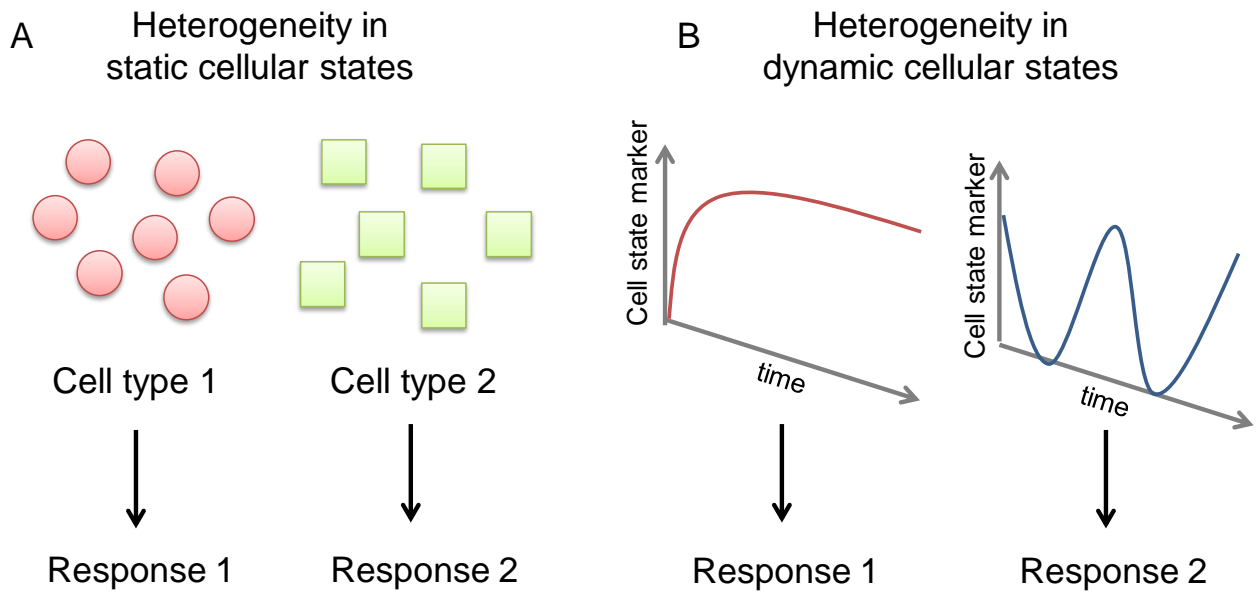 A
Heterogeneity in
static cellular states
Cell type 1
Cell type 2
Response 1
Response 2
B
Heterogeneity in
dynamic cellular states
Cell state marker
time
Cell state marker
time
Response 1
Response 2